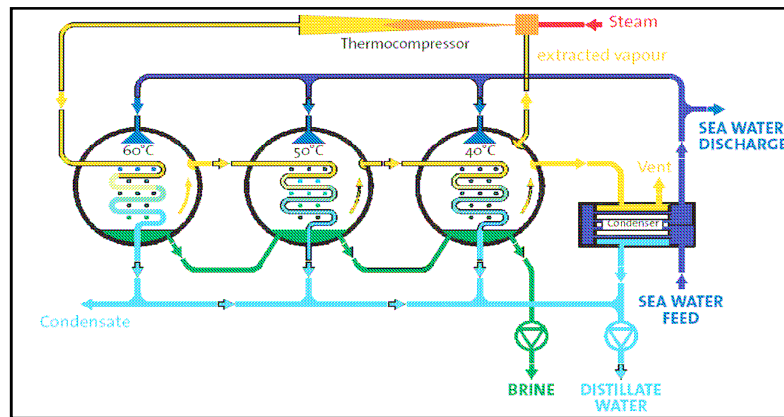 Steam
Thermocompressor
extracted vapour
SEA WATER
DISCHARGE
60°C
50°C
40°C
Vent
Condenser
SEA WATER
FEED
Condensate
BRINE
DISTILLATE
WATER